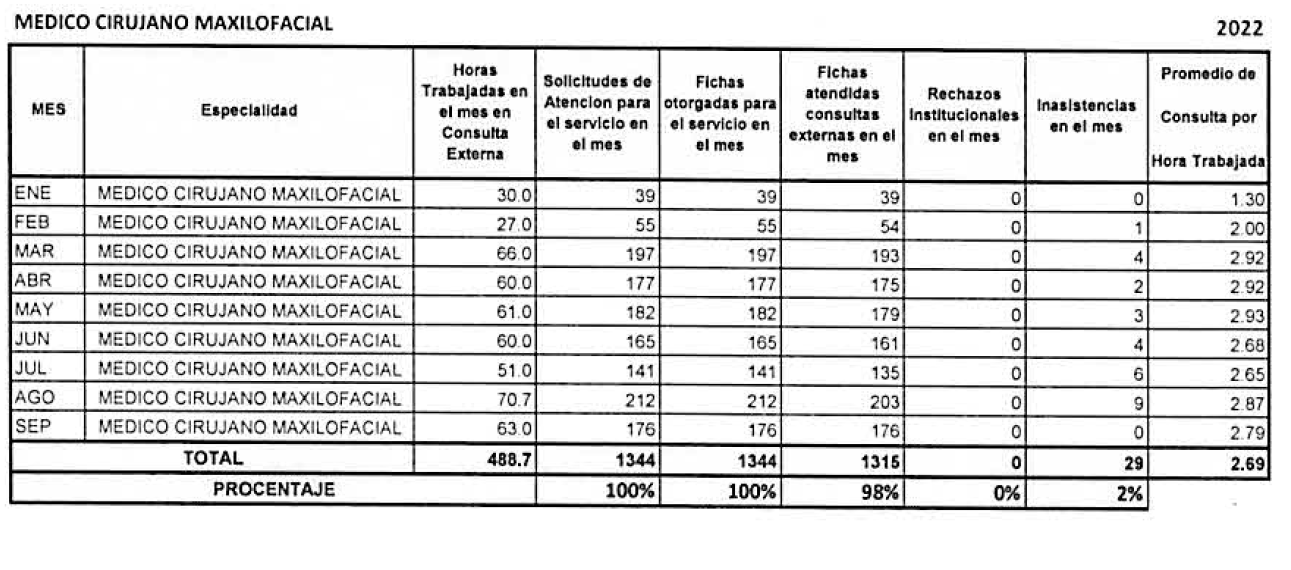 MEDICO CIRUJANO MAXILOFACIAL 2022
MES Especialidad Horas Trabajadas en el mes en Consulta Externa Solicitudes de Atencion para el servicio en el mes Fichas otorgadas para el servicio en el mes Fichas atendidas consultas externas en el mes Rechazos Institucionales en el mes Inasistencias en el mes Promedio de Consulta por Hora Trabajada
ENE MEDICO CIRUJANO MAXILOFACIAL 30.0 39 39 39 0 0 1.30
FEB MEDICO CIRUJANO MAXILOFACIAL 27.0 55 55 54 0 1 2.00
MAR MEDICO CIRUJANO MAXILOFACIAL 66.0 197 197 193 0 4 2.92
ABR MEDICO CIRUJANO MAXILOFACIAL 60.0 177 177 175 0 2 2.92
MAY MEDICO CIRUJANO MAXILOFACIAL 61.0 182 182 179 0 3 2.93
JUN MEDICO CIRUJANO MAXILOFACIAL 60.0 165 165 161 0 4 2.68
JUL MEDICO CIRUJANO MAXILOFACIAL 51.0 141 141 135 0 6 2.65
AGO MEDICO CIRUJANO MAXILOFACIAL 70.7 212 212 203 0 9 2.87
SEP MEDICO CIRUJANO MAXILOFACIAL 63.0 176 176 176 0 0 2.79
TOTAL 488.7 1344 1344 1315 0 29 2.69
PROCENTAJE 100% 100% 98% 0% 2%